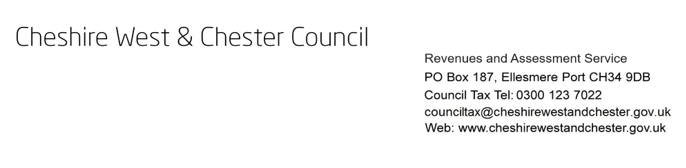 Cheshire West & Chester Council
Revenues and Assessment Service
PO Box 187, Ellesmere Port CH34 9DB
Council Tax Tel: 0300 123 7022
counciltax@cheshirewestandchester.gov.uk
Web: www.cheshirewestandchester.gov.uk